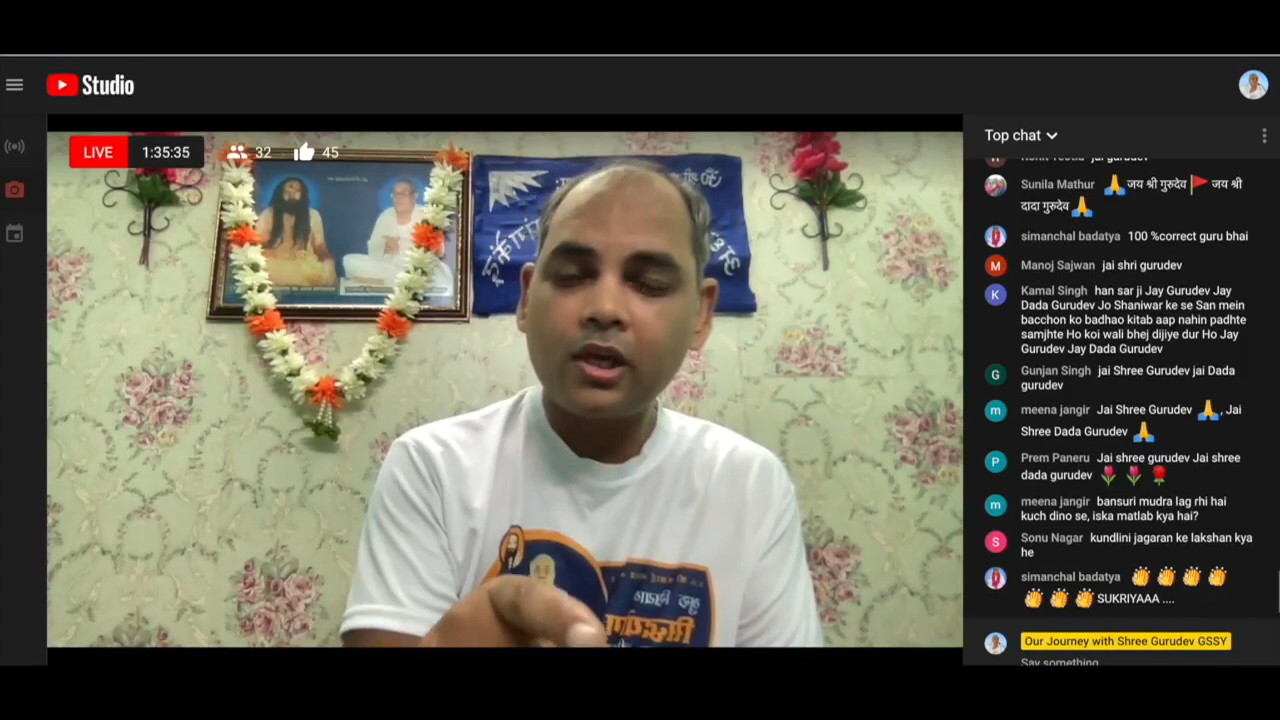 Studio
LIVE 1:35:35 32 45
Top chat
jai gurudev
Sunila Mathur 🙏जय श्री गुरुदेव🚩 जय श्री
दादा गुरुदेव🙏
simanchal badatya 100 %correct guru bhai
M
Manoj Sajwan jai shri gurudev
K
Kamal Singh han sar ji Jay Gurudev Jay
Dada Gurudev Jo Shaniwar ke se San mein
bacchon ko badhao kitab aap nahin padhte
samjhte Ho koi wali bhej dijiye dur Ho Jay
Gurudev Jay Dada Gurudev
G
Gunjan Singh jai Shree Gurudev jai Dada
gurudev
m
meena jangir Jai Shree Gurudev 🙏, Jai
Shree Dada Gurudev 🙏
P
Prem Paneru Jai shree gurudev Jai shree
dada gurudev 🌷 🌷 🌹
m
meena jangir bansuri mudra lag rhi hai
kuch dino se, iska matlab kya hai?
S
Sonu Nagar kundlini jagaran ke lakshan kya
he
simanchal badatya 👏 👏 👏 👏
👏 👏 👏 SUKRIYAAA ....
Our Journey with Shree Gurudev GSSY
Say something